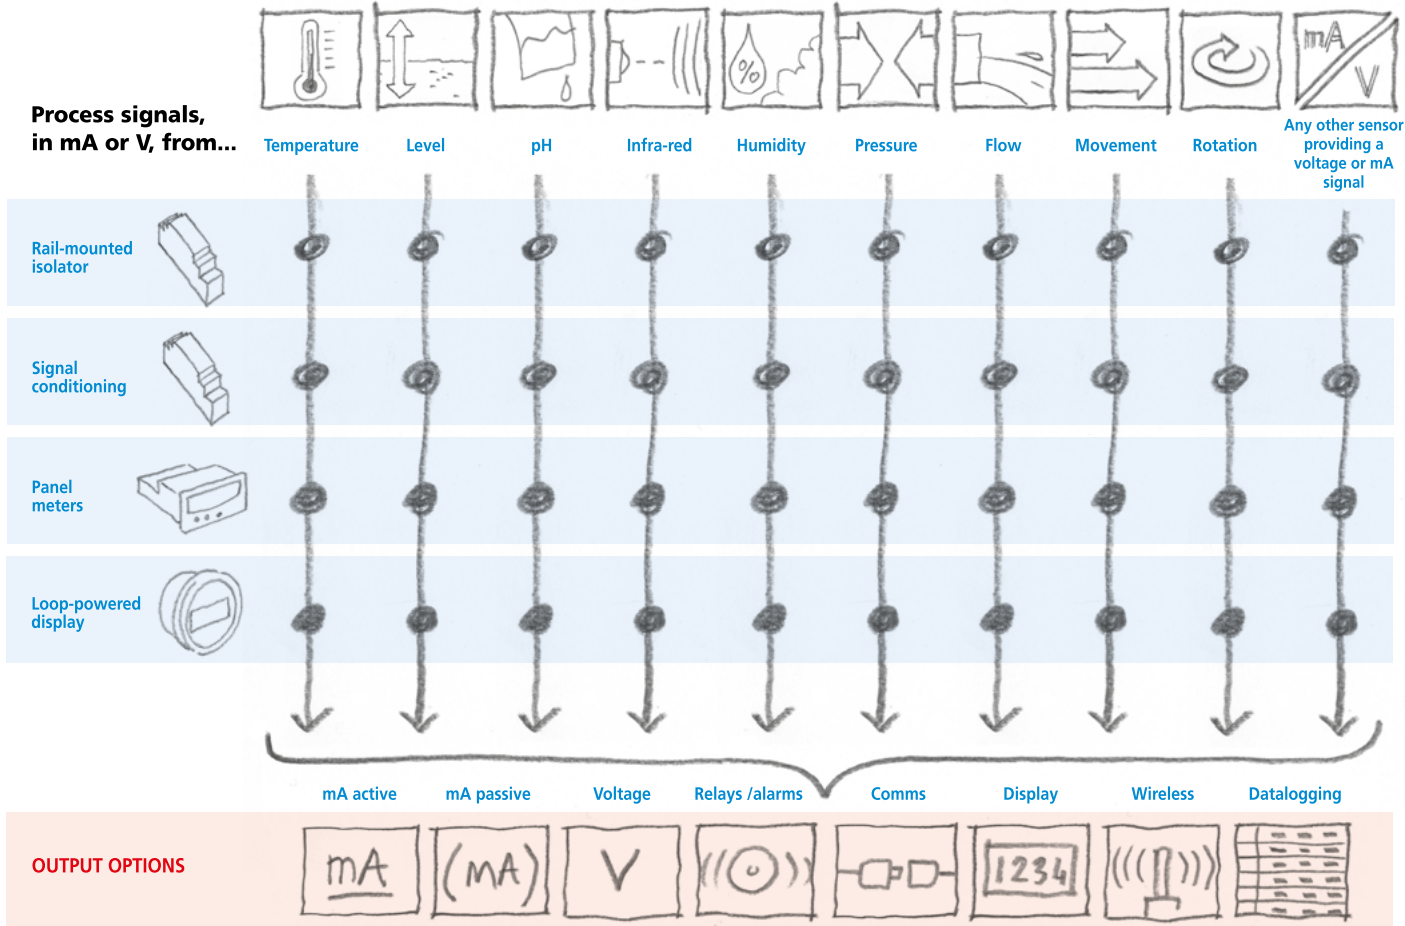 Process signals,
in mA or V, from...
mA
V
%
Temperature
Level
pH
Infra-red
Humidity
Pressure
Flow
Movement
Rotation
Any other sensor
providing a
voltage or mA
signal
Rail-mounted
isolator
Signal
conditioning
Panel
meters
Loop-powered
display
mA active
mA passive
Voltage
Relays /alarms
Comms
Display
Wireless
Datalogging
OUTPUT OPTIONS
mA
(mA)
V
1234